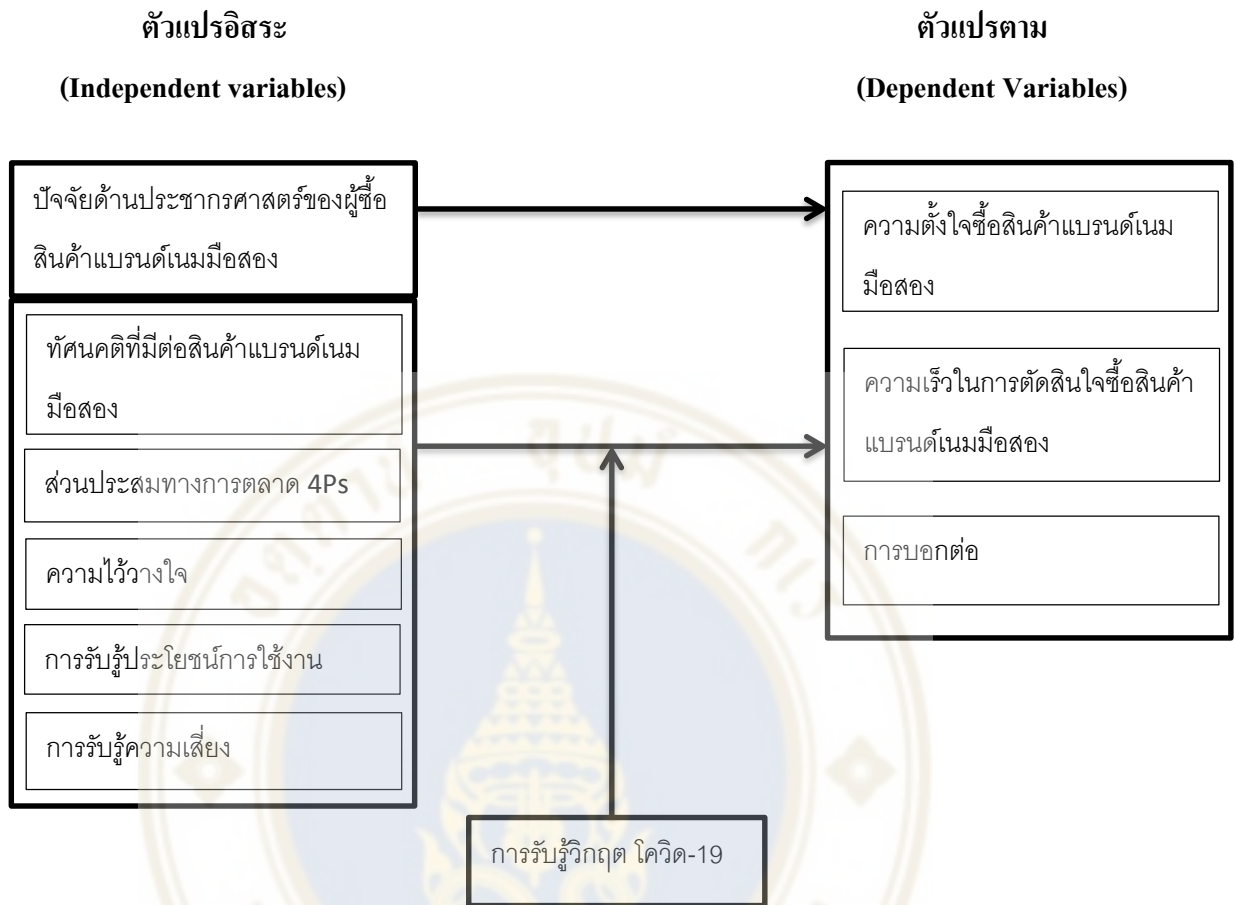 ตัวแปรอิสระ
(Independent variables)
ตัวแปรตาม
(Dependent Variables)
ปัจจัยด้านประชากรศาสตร์ของผู้ซื้อ
สินค้าแบรนด์เนมมือสอง
ทัศนคติที่มีต่อสินค้าแบรนด์เนม
มือสอง
ส่วนประสมทางการตลาด 4Ps
ความไว้วางใจ
การรับรู้ประโยชน์การใช้งาน
การรับรู้ความเสี่ยง
ความตั้งใจซื้อสินค้าแบรนด์เนม
มือสอง
ความเร็วในการตัดสินใจซื้อสินค้า
แบรนด์เนมมือสอง
การบอกต่อ
การรับรู้วิกฤต โควิด-19